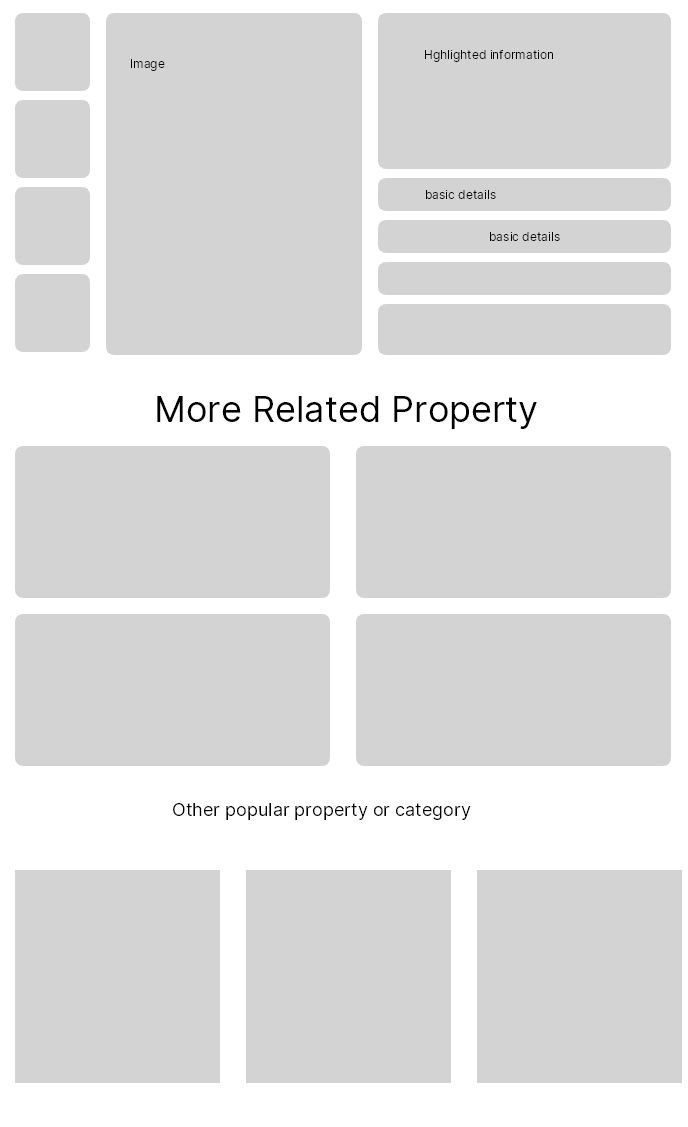 Image
Hghlighted information
basic details
basic details
More Related Property
Other popular property or category